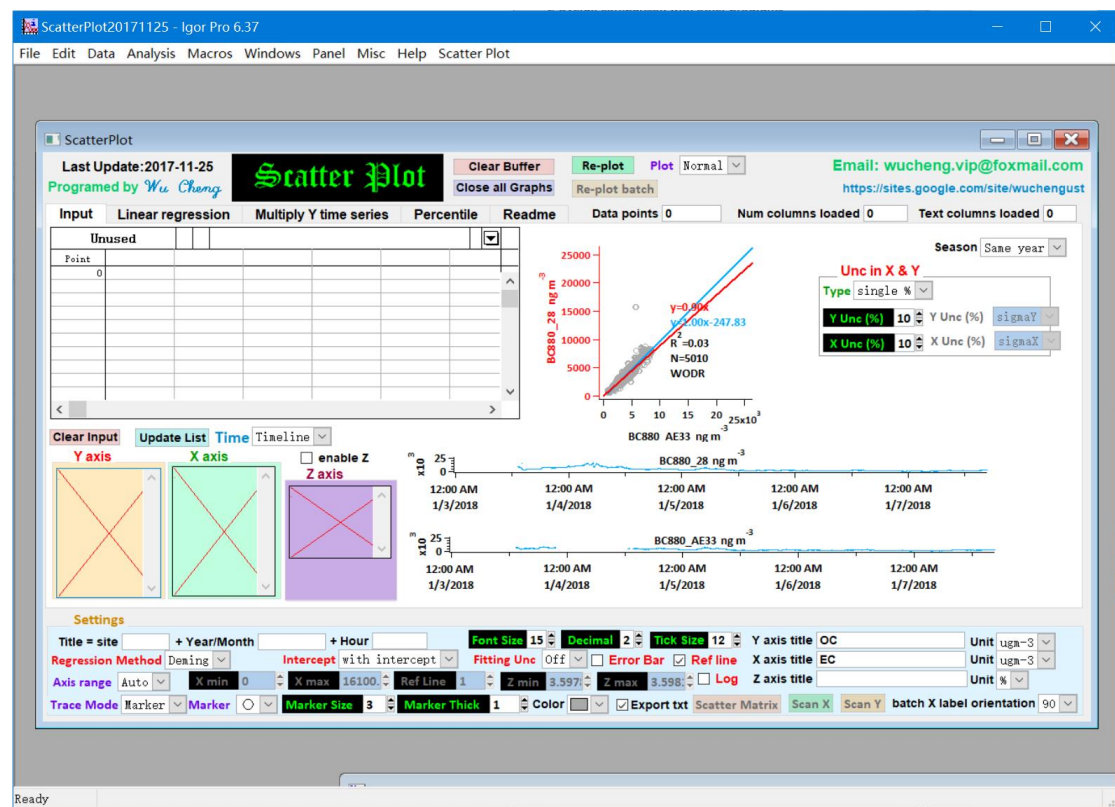 ScatterPlot20171125 - Igor Pro 6.37
File Edit Data Analysis Macros Windows Panel Misc Help Scatter Plot
ScatterPlot
Last Update:2017-11-25
Programed by Wu Cheng
Scatter Plot
Clear Buffer
Close all Graphs
Re-plot
Plot Normal
Re-plot batch
Email: wucheng.vip@foxmail.com
https://sites.google.com/site/wuchengust
Input Linear regression Multiply Y time series Percentile Readme
Data points 0 Num columns loaded 0 Text columns loaded 0
Unused
Point
0
25000
20000
15000
10000
5000
0
BC880_28 ng m-3
y=0.90x
y=1.00x-247.83
R2=0.03
N=5010
WODR
0 5 10 15 20 25x103
BC880_AE33 ng m-3
Season Same year
Unc in X & Y
Type single %
Y Unc (%) 10 Y Unc (%) sigmaY
X Unc (%) 10 X Unc (%) sigmaX
Clear Input Update List Time Timeline
Y axis X axis enable Z
Z axis
x103
25
0
BC880_28 ng m-3
12:00 AM 12:00 AM 12:00 AM 12:00 AM 12:00 AM
1/3/2018 1/4/2018 1/5/2018 1/6/2018 1/7/2018
x103
25
0
BC880_AE33 ng m-3
12:00 AM 12:00 AM 12:00 AM 12:00 AM 12:00 AM
1/3/2018 1/4/2018 1/5/2018 1/6/2018 1/7/2018
Settings
Title = site + Year/Month + Hour Font Size 15 Decimal 2 Tick Size 12 Y axis title OC Unit ugm-3
Regression Method Deming Intercept with intercept Fitting Unc Off Error Bar Ref line X axis title EC Unit ugm-3
Axis range Auto X min 0 X max 16100. Ref Line 1 Z min Z max Log Z axis title Unit %
Trace Mode Marker Marker Marker Size 3 Marker Thick 1 Color Export txt Scatter Matrix Scan X Scan Y batch X label orientation 90
Ready